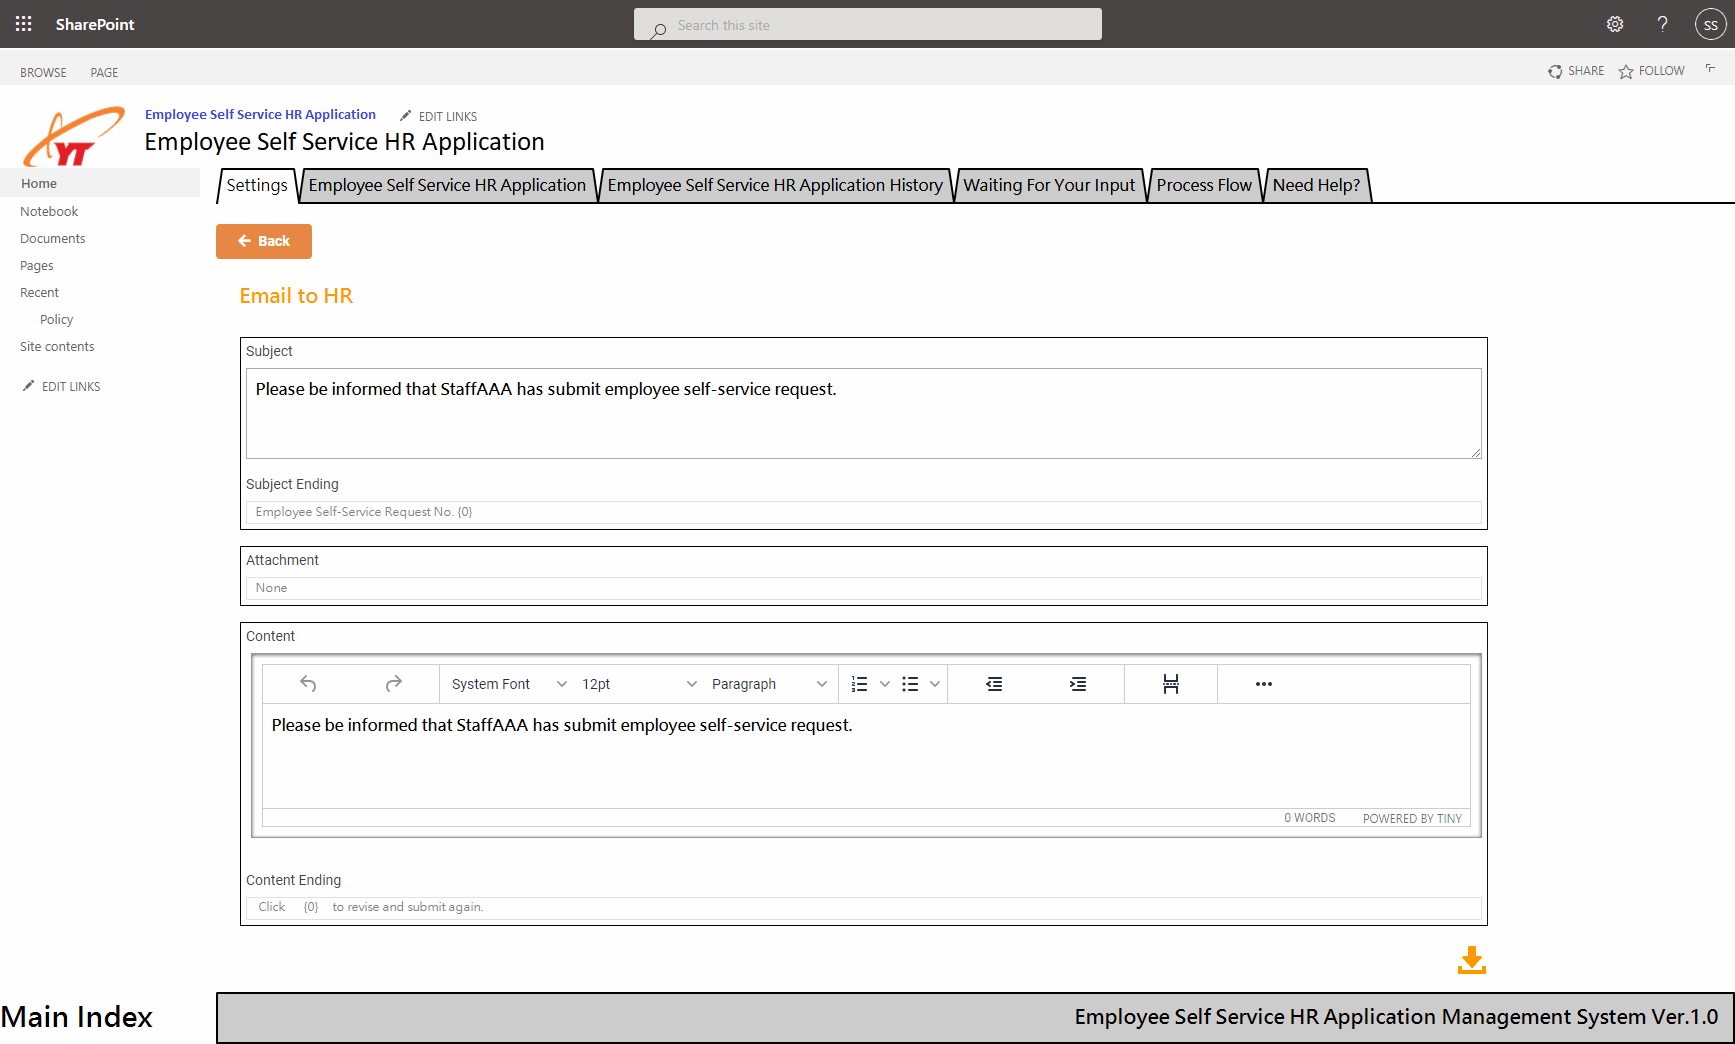 SharePoint
Search this site
?
SS
BROWSE PAGE
SHARE FOLLOW
YT
Employee Self Service HR Application EDIT LINKS
Employee Self Service HR Application
Settings Employee Self Service HR Application Employee Self Service HR Application History Waiting For Your Input Process Flow Need Help?
Home
Notebook
Documents
Pages
Recent
Policy
Site contents
EDIT LINKS
Back
Email to HR
Subject
Please be informed that StaffAAA has submit employee self-service request.
Subject Ending
Employee Self-Service Request No. {0}
Attachment
None
Content
System Font 12pt Paragraph
Please be informed that StaffAAA has submit employee self-service request.
0 WORDS POWERED BY TINY
Content Ending
Click {0} to revise and submit again.
Main Index
Employee Self Service HR Application Management System Ver.1.0